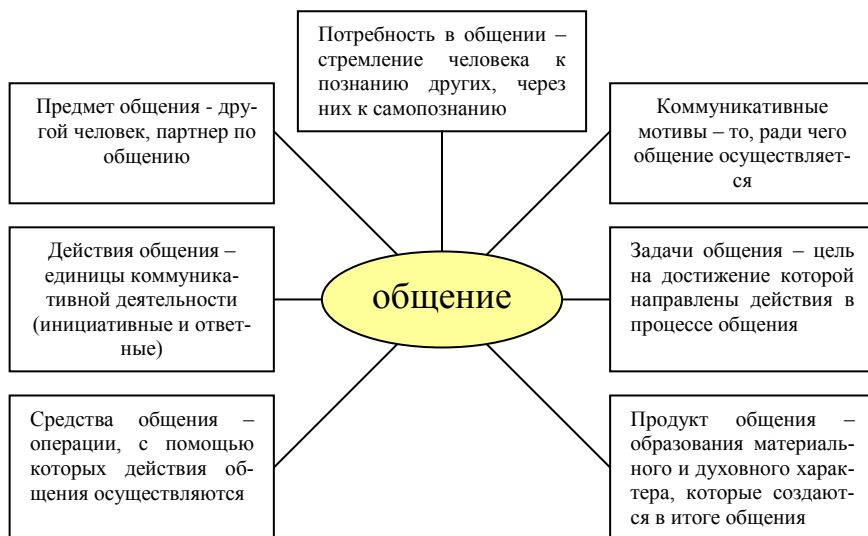 Потребность в общении –
стремление человека к
познанию других, через
них к самопознанию
Предмет общения - дру-
гой человек, партнер по
общению
Коммуникативные
мотивы – то, ради чего
общение осуществляет-
ся
Действия общения –
единицы коммуника-
тивной деятельности
(инициативные и ответ-
ные)
общение
Задачи общения – цель
на достижение которой
направлены действия в
процессе общения
Средства общения –
операции, с помощью
которых действия об-
щения осуществляются
Продукт общения –
образования материаль-
ного и духовного харак-
тера, которые создают-
ся в итоге общения